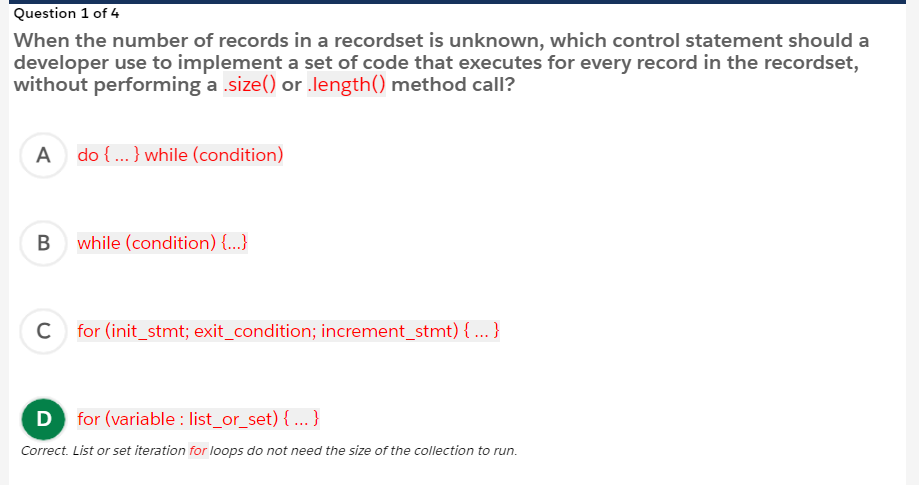 Question 1 of 4
When the number of records in a recordset is unknown, which control statement should a
developer use to implement a set of code that executes for every record in the recordset,
without performing a .size() or .length() method call?
A do { ... } while (condition)
B while (condition) {...}
C for (init_stmt; exit_condition; increment_stmt) { ... }
D for (variable : list_or_set) { ... }
Correct. List or set iteration for loops do not need the size of the collection to run.